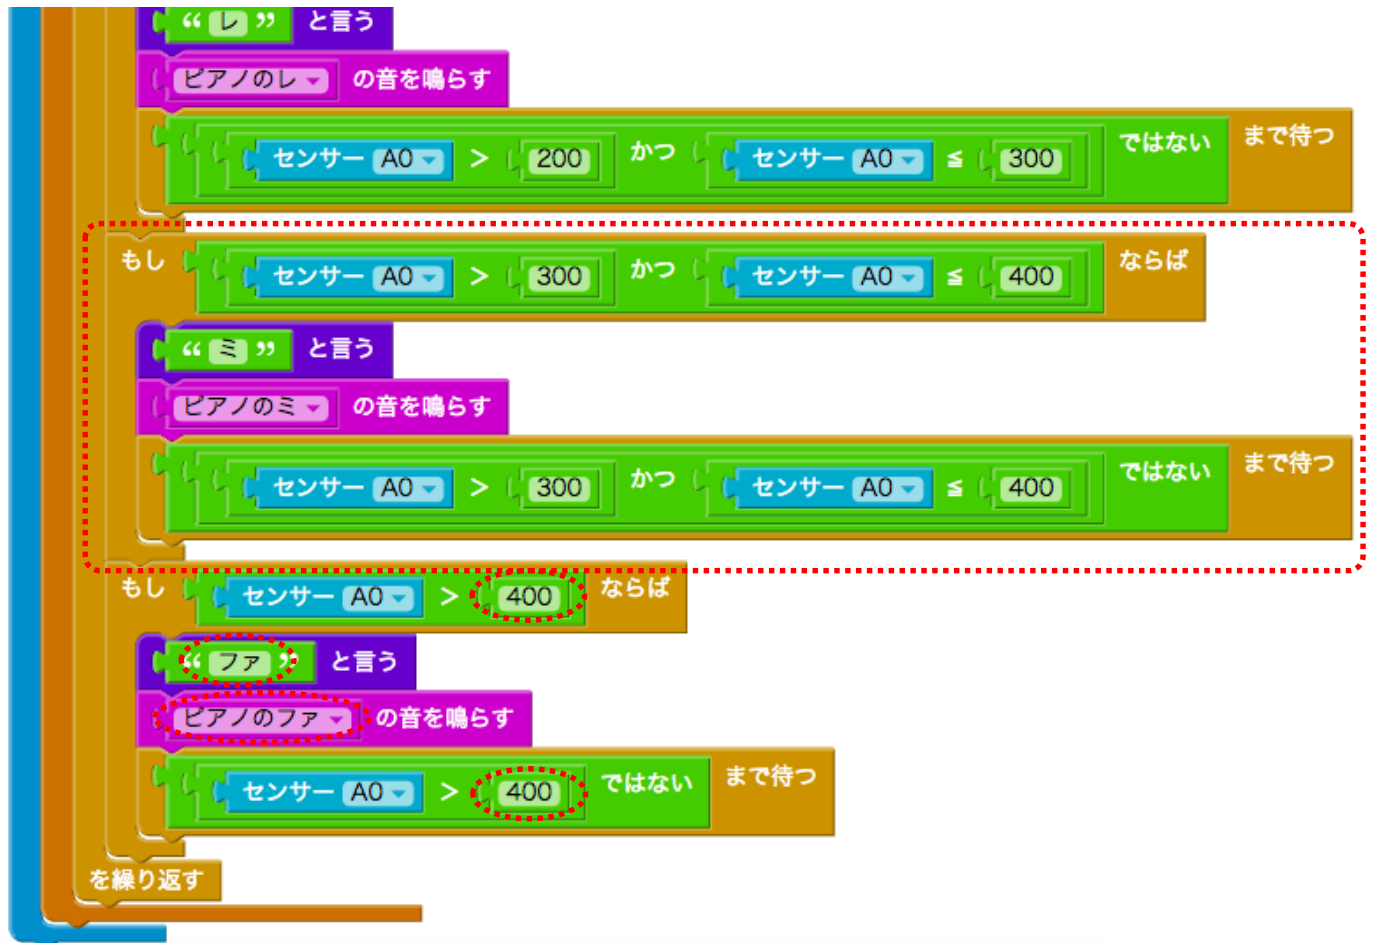 “ レ ” と言う
ピアノのレ の音を鳴らす
センサー A0 > 200 かつ センサー A0 ≦ 300 ではない まで待つ
もし センサー A0 > 300 かつ センサー A0 ≦ 400 ならば
“ ミ ” と言う
ピアノのミ の音を鳴らす
センサー A0 > 300 かつ センサー A0 ≦ 400 ではない まで待つ
もし センサー A0 > 400 ならば
“ ファ ” と言う
ピアノのファ の音を鳴らす
センサー A0 > 400 ではない まで待つ
を繰り返す